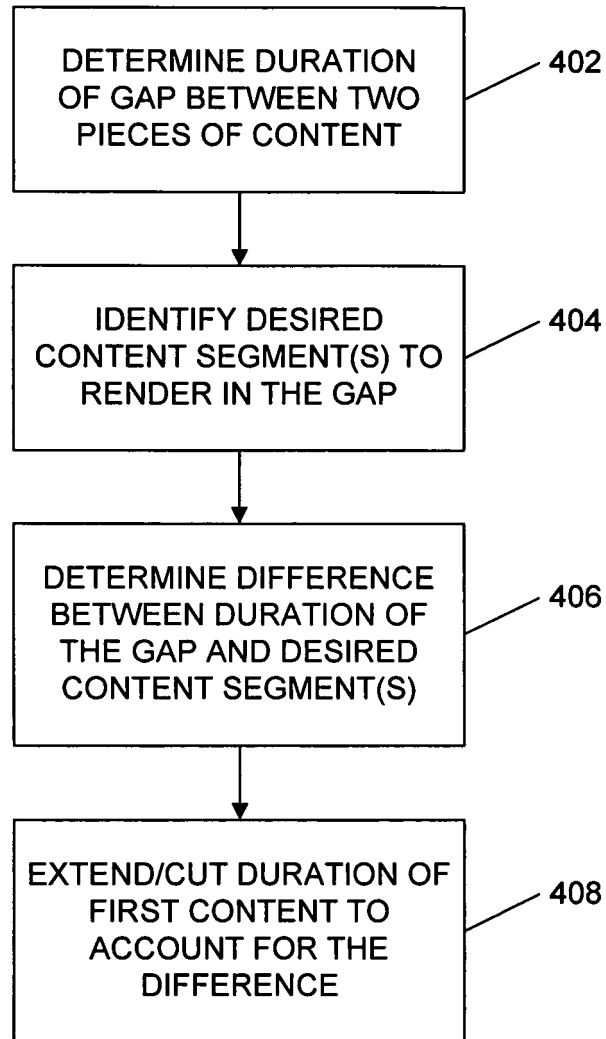 DETERMINE DURATION
OF GAP BETWEEN TWO
PIECES OF CONTENT
402
IDENTIFY DESIRED
CONTENT SEGMENT(S) TO
RENDER IN THE GAP
404
DETERMINE DIFFERENCE
BETWEEN DURATION OF
THE GAP AND DESIRED
CONTENT SEGMENT(S)
406
EXTEND/CUT DURATION OF
FIRST CONTENT TO
ACCOUNT FOR THE
DIFFERENCE
408